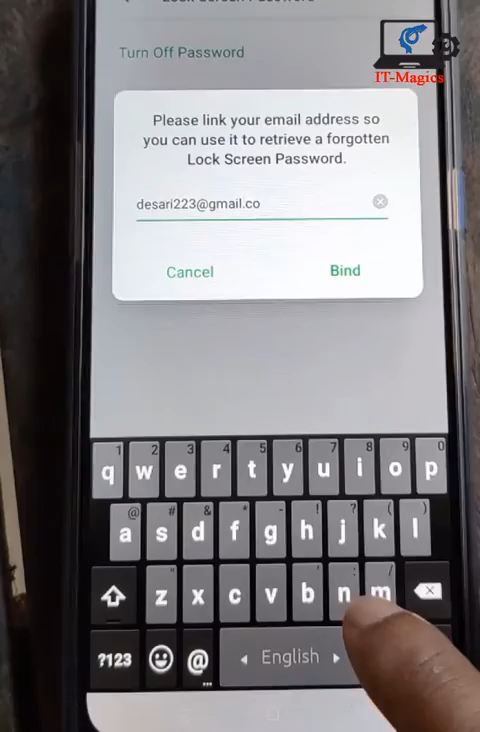 Lock Screen Password
Turn Off Password
IT-Magics
Please link your email address so
you can use it to retrieve a forgotten
Lock Screen Password.
desari223@gmail.co
Cancel Bind
1 2 3 4 5 6 7 8 9 0
q w e r t y u i o p
@ # & * - ! ? ( )
a s d f g h j k l
" ' : /
z x c v b n m
?123 @ English